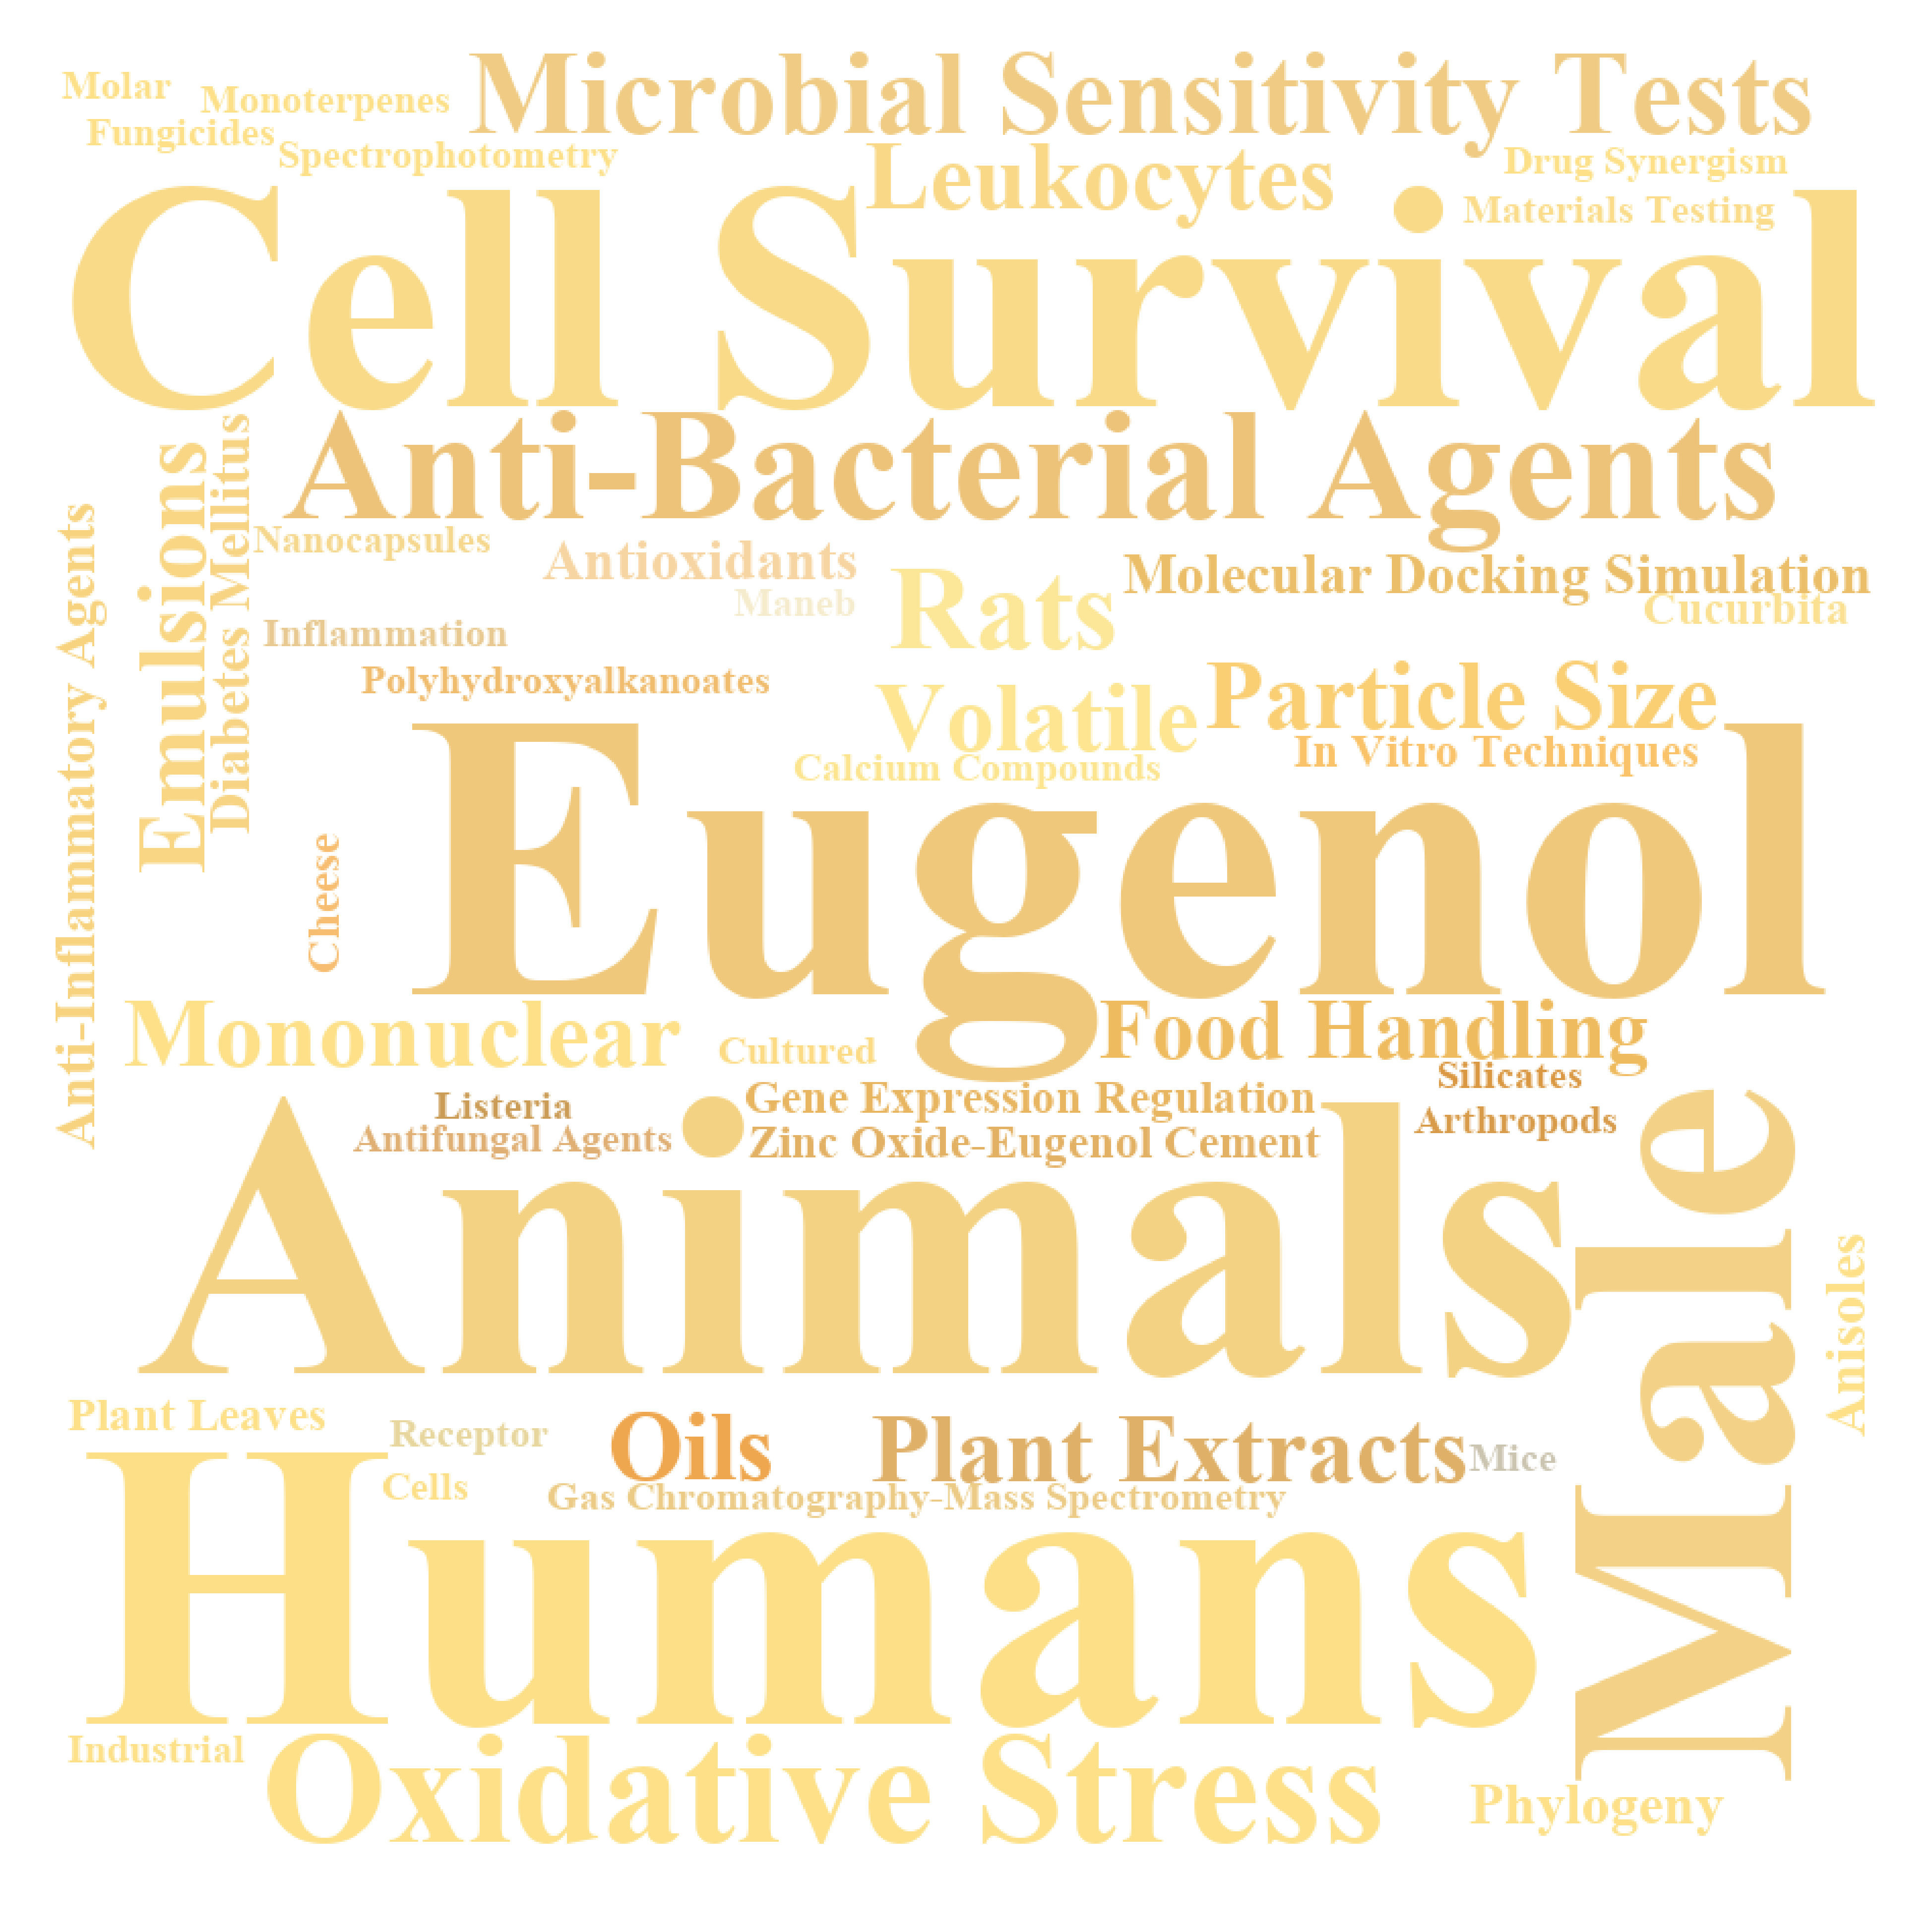 Microbial Sensitivity Tests
Molar
Monoterpenes
Fungicides
Spectrophotometry
Leukocytes
Drug Synergism
Materials Testing
Cell Survival
Anti-Bacterial Agents
Emulsions
Diabetes Mellitus
Anti-Inflammatory Agents
Nanocapsules
Antioxidants
Maneb
Rats
Molecular Docking Simulation
Cucurbita
Inflammation
Polyhydroxyalkanoates
Volatile
Particle Size
In Vitro Techniques
Calcium Compounds
Eugenol
Cheese
Mononuclear
Cultured
Food Handling
Silicates
Listeria
Gene Expression Regulation
Arthropods
Antifungal Agents
Zinc Oxide-Eugenol Cement
Animals
Male
Anisoles
Plant Leaves
Receptor
Oils
Plant Extracts
Mice
Cells
Gas Chromatography-Mass Spectrometry
Humans
Industrial
Oxidative Stress
Phylogeny